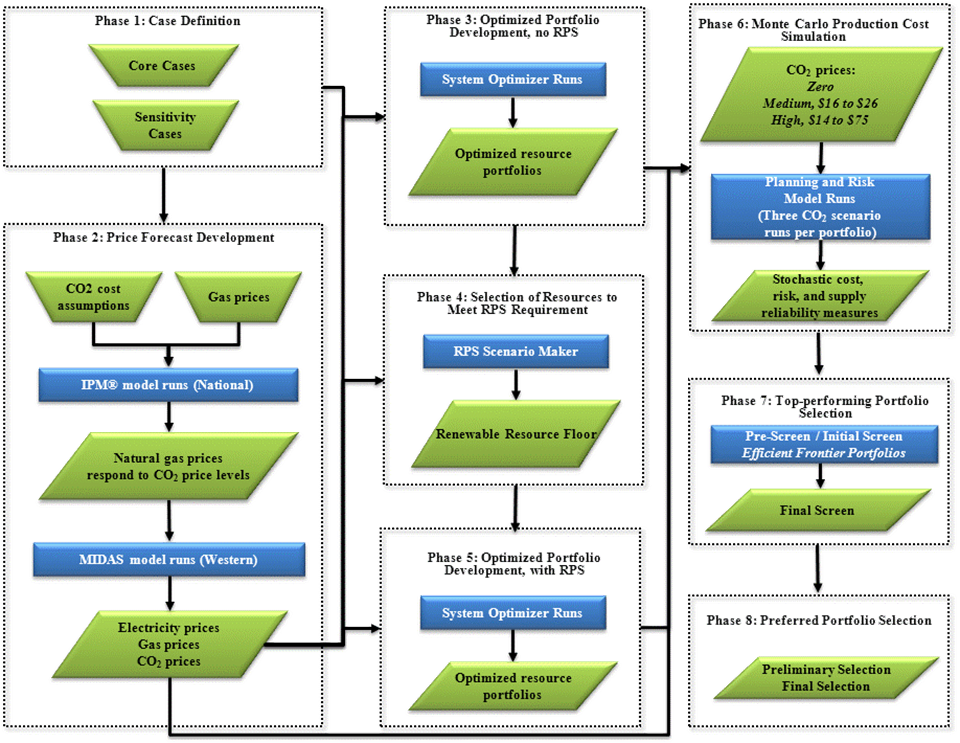 Phase 1: Case Definition
Core Cases
Sensitivity
Cases
Phase 2: Price Forecast Development
CO2 cost
assumptions
Gas prices
IPM® model runs (National)
Natural gas prices
respond to CO₂ price levels
MIDAS model runs (Western)
Electricity prices
Gas prices
CO₂ prices
Phase 3: Optimized Portfolio
Development, no RPS
System Optimizer Runs
Optimized resource
portfolios
Phase 4: Selection of Resources to
Meet RPS Requirement
RPS Scenario Maker
Renewable Resource Floor
Phase 5: Optimized Portfolio
Development, with RPS
System Optimizer Runs
Optimized resource
portfolios
Phase 6: Monte Carlo Production Cost
Simulation
CO₂ prices:
Zero
Medium, $16 to $26
High, $14 to $75
Planning and Risk
Model Runs
(Three CO₂ scenario
runs per portfolio)
Stochastic cost,
risk, and supply
reliability measures
Phase 7: Top-performing Portfolio
Selection
Pre-Screen / Initial Screen
Efficient Frontier Portfolios
Final Screen
Phase 8: Preferred Portfolio Selection
Preliminary Selection
Final Selection